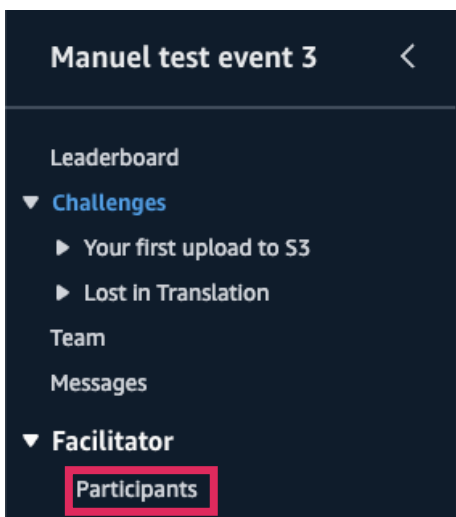 Manuel test event 3
Leaderboard
Challenges
Your first upload to S3
Lost in Translation
Team
Messages
Facilitator
Participants